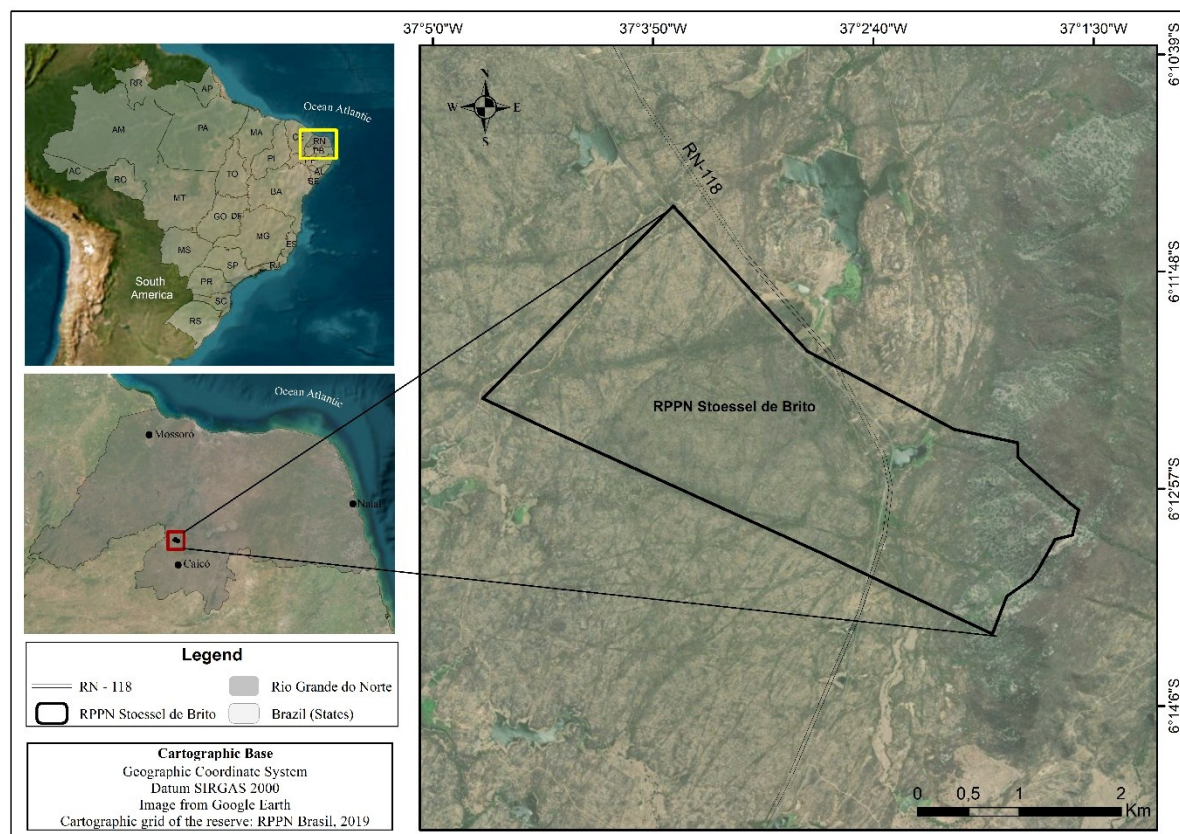 37°5'0"W 37°3'50"W 37°2'40"W 37°1'30"W
6°10'39"S
6°11'48"S
6°12'57"S
6°14'6"S
Ocean Atlantic
RR
AP
AM
PA
MA
CE
RN
PB
PI
AC
RO
TO
AL
SE
MT
BA
GO
DF
MG
ES
MS
SP
RJ
PR
SC
RS
South
America
Ocean Atlantic
Mossoró
Natal
Caicó
N
W E
S
RN-118
RPPN Stoessel de Brito
0 0,5 1 2
Km
Legend
RN - 118
Rio Grande do Norte
RPPN Stoessel de Brito
Brazil (States)
Cartographic Base
Geographic Coordinate System
Datum SIRGAS 2000
Image from Google Earth
Cartographic grid of the reserve: RPPN Brasil, 2019